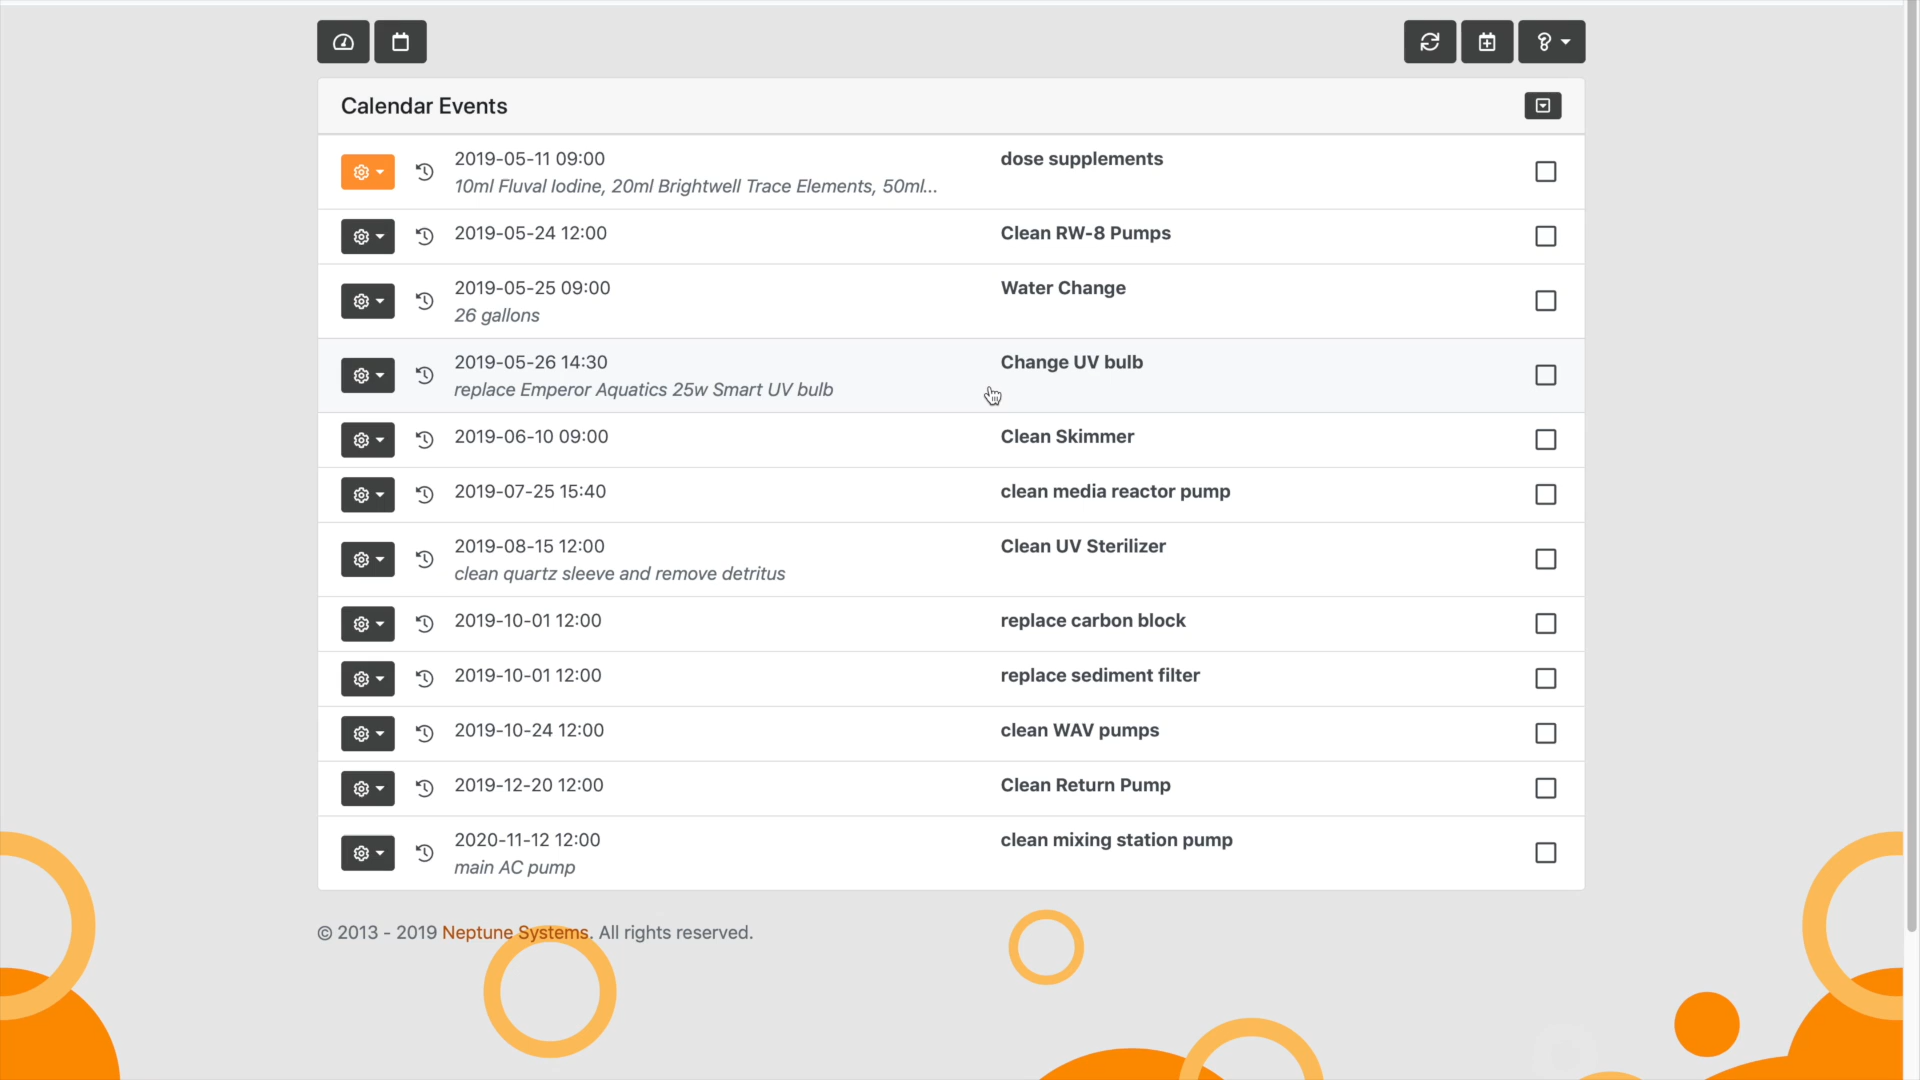 Calendar Events
2019-05-11 09:00 dose supplements
10ml Fluval Iodine, 20ml Brightwell Trace Elements, 50ml...
2019-05-24 12:00 Clean RW-8 Pumps
2019-05-25 09:00 Water Change
26 gallons
2019-05-26 14:30 Change UV bulb
replace Emperor Aquatics 25w Smart UV bulb
2019-06-10 09:00 Clean Skimmer
2019-07-25 15:40 clean media reactor pump
2019-08-15 12:00 Clean UV Sterilizer
clean quartz sleeve and remove detritus
2019-10-01 12:00 replace carbon block
2019-10-01 12:00 replace sediment filter
2019-10-24 12:00 clean WAV pumps
2019-12-20 12:00 Clean Return Pump
2020-11-12 12:00 clean mixing station pump
main AC pump
© 2013 - 2019 Neptune Systems. All rights reserved.